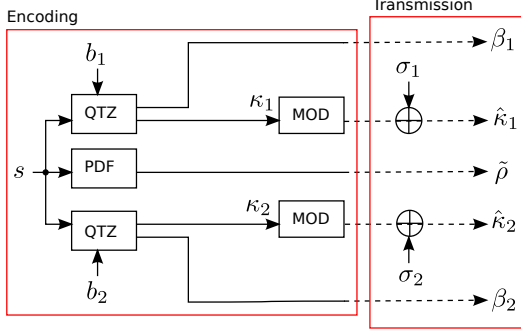 Encoding
Transmission
b₁
β₁
σ₁
QTZ
κ₁
MOD
κ̂₁
s
PDF
ρ̃
QTZ
κ₂
MOD
κ̂₂
b₂
σ₂
β₂